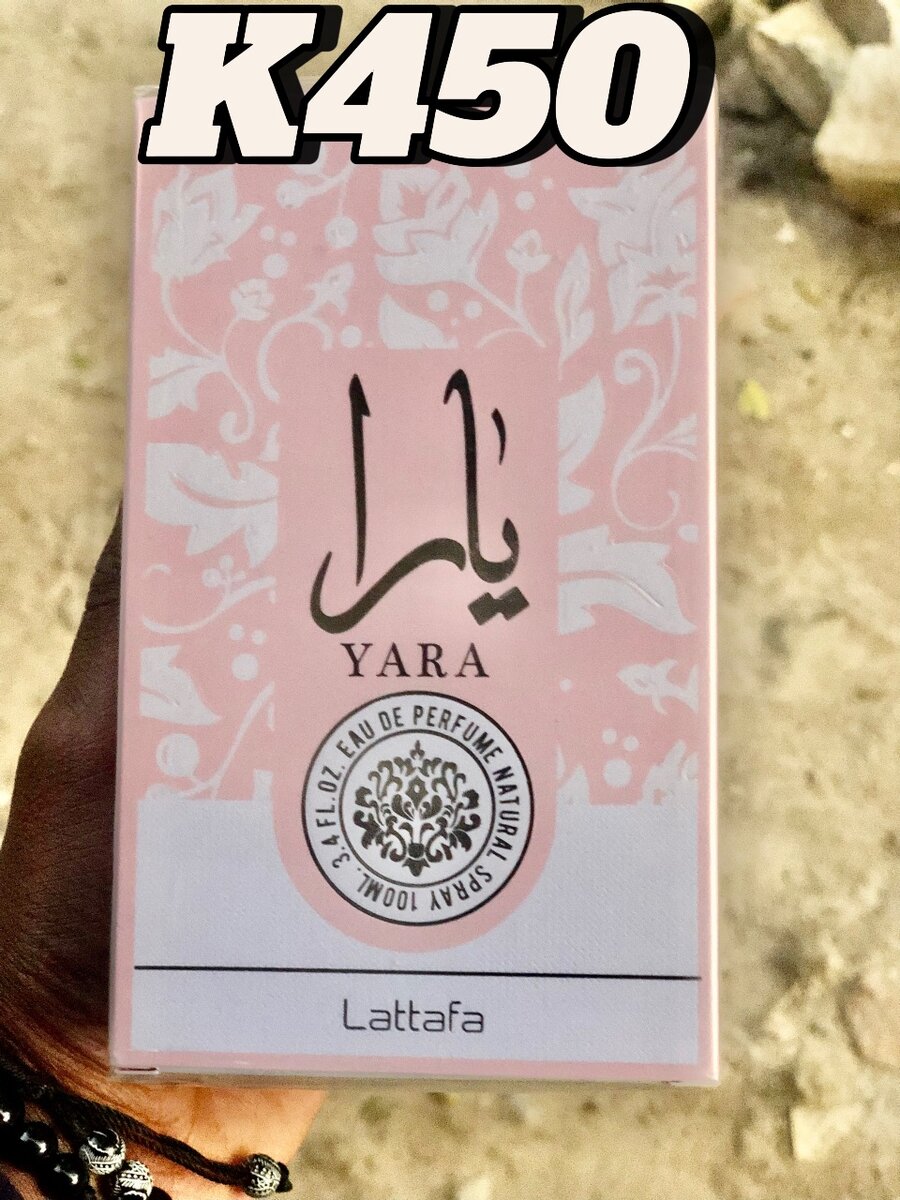 K450
يارا
YARA
3.4 FL.OZ. EAU DE PERFUME NATURAL SPRAY 100ML.
Lattafa